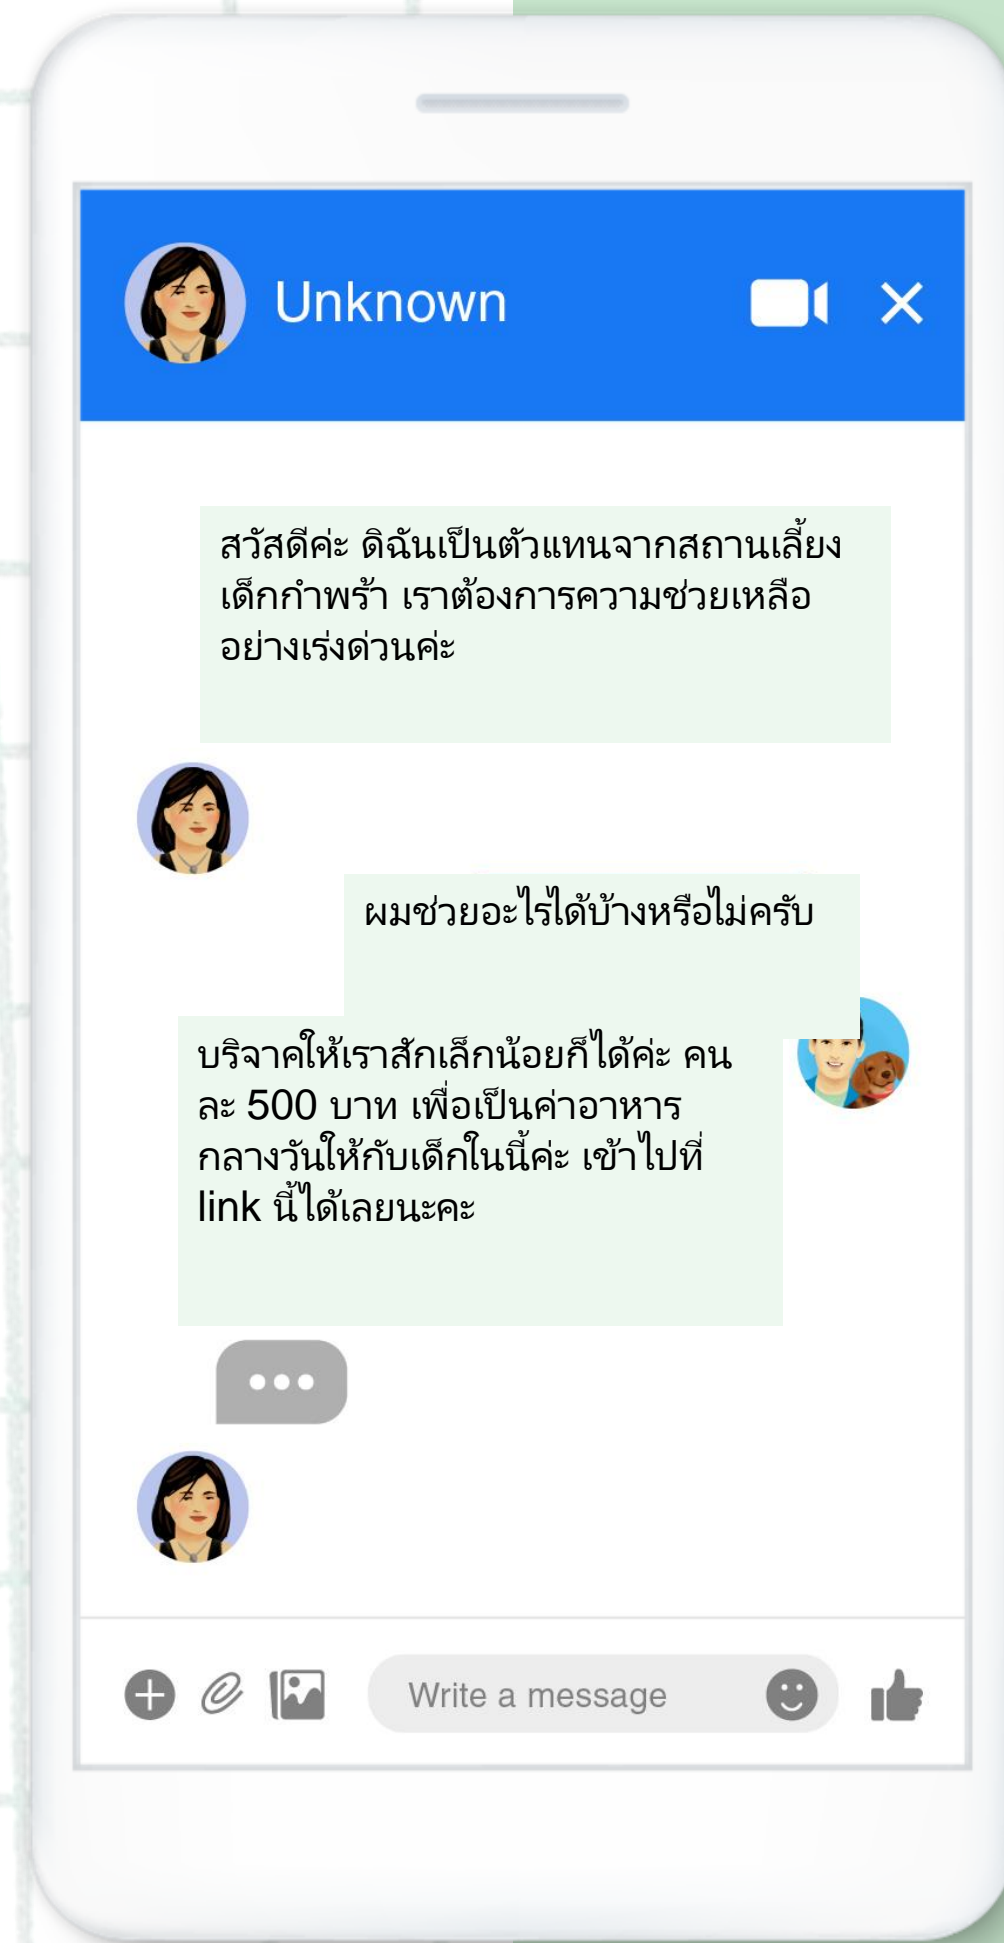 Unknown
สวัสดีค่ะ ดิฉันเป็นตัวแทนจากสถานเลี้ยง
เด็กกำพร้า เราต้องการความช่วยเหลือ
อย่างเร่งด่วนค่ะ
ผมช่วยอะไรได้บ้างหรือไม่ครับ
บริจาคให้เราสักเล็กน้อยก็ได้ค่ะ คน
ละ 500 บาท เพื่อเป็นค่าอาหาร
กลางวันให้กับเด็กในนี้ค่ะ เข้าไปที่
link นี้ได้เลยนะคะ
Write a message